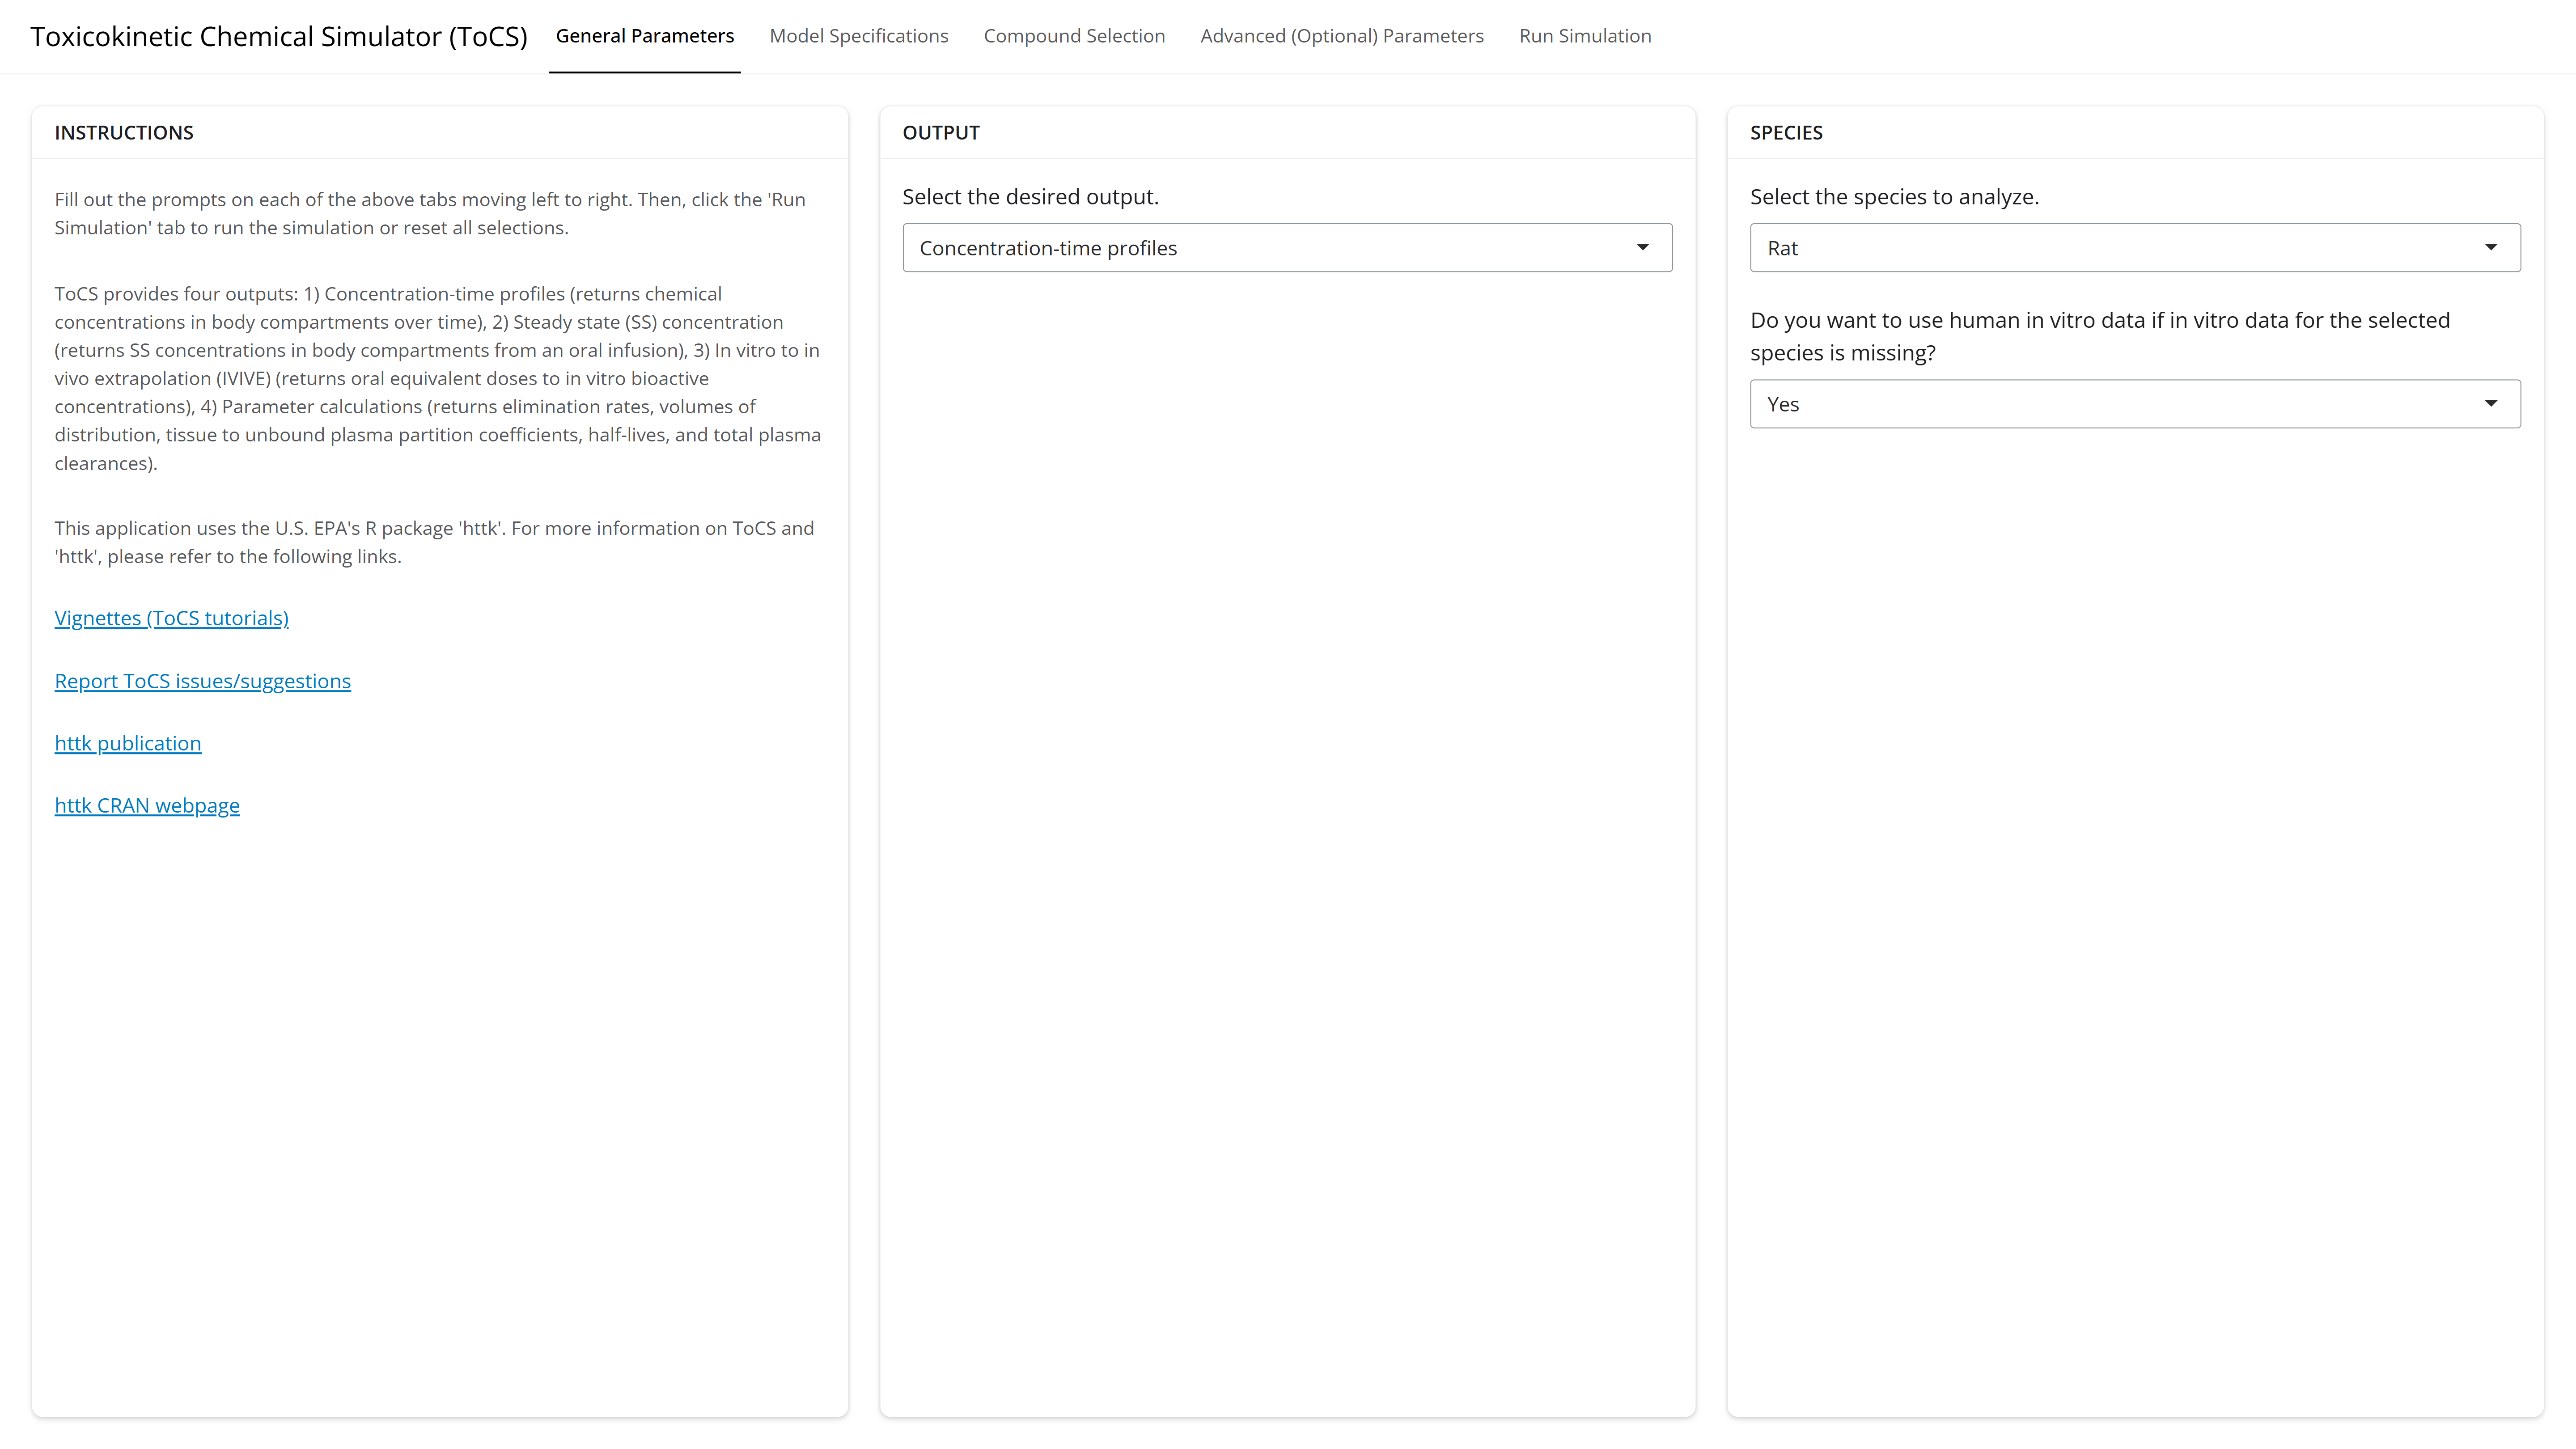 Toxicokinetic Chemical Simulator (ToCS)
General Parameters
Model Specifications
Compound Selection
Advanced (Optional) Parameters
Run Simulation
INSTRUCTIONS
Fill out the prompts on each of the above tabs moving left to right. Then, click the 'Run
Simulation' tab to run the simulation or reset all selections.
ToCS provides four outputs: 1) Concentration-time profiles (returns chemical
concentrations in body compartments over time), 2) Steady state (SS) concentration
(returns SS concentrations in body compartments from an oral infusion), 3) In vitro to in
vivo extrapolation (IVIVE) (returns oral equivalent doses to in vitro bioactive
concentrations), 4) Parameter calculations (returns elimination rates, volumes of
distribution, tissue to unbound plasma partition coefficients, half-lives, and total plasma
clearances).
This application uses the U.S. EPA's R package 'httk'. For more information on ToCS and
'httk', please refer to the following links.
Vignettes (ToCS tutorials)
Report ToCS issues/suggestions
httk publication
httk CRAN webpage
OUTPUT
Select the desired output.
Concentration-time profiles
SPECIES
Select the species to analyze.
Rat
Do you want to use human in vitro data if in vitro data for the selected
species is missing?
Yes